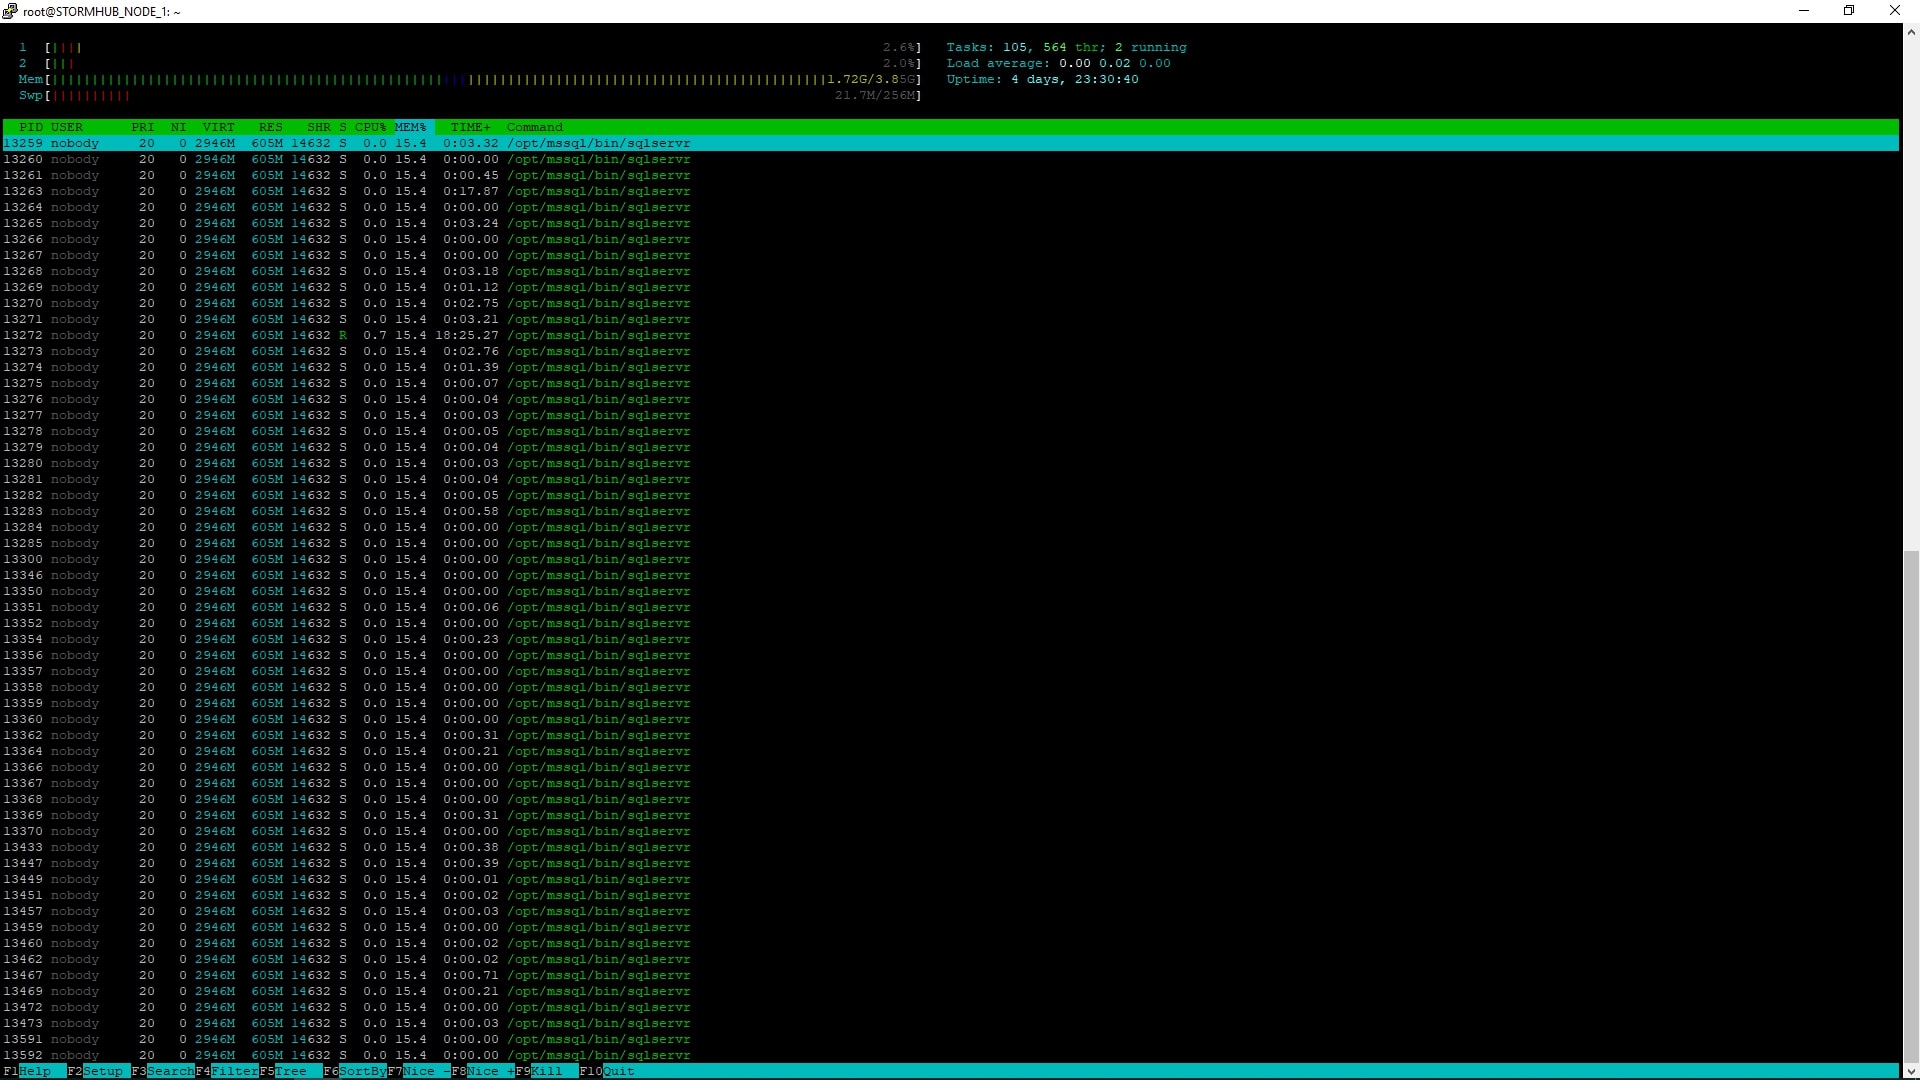 root@STORMHUB_NODE_1: ~
1 [|||| 2.6%] Tasks: 105, 564 thr; 2 running
2 [||| 2.0%] Load average: 0.00 0.02 0.00
Mem[||||||||||||||||||||||||||||||||||||||||||||||||||||||||||||||||||||||||||||||||||||||||||||||||1.72G/3.85G] Uptime: 4 days, 23:30:40
Swp[|||||||||| 21.7M/256M]
PID USER PRI NI VIRT RES SHR S CPU% MEM% TIME+ Command
13259 nobody 20 0 2946M 605M 14632 S 0.0 15.4 0:03.32 /opt/mssql/bin/sqlservr
13260 nobody 20 0 2946M 605M 14632 S 0.0 15.4 0:00.00 /opt/mssql/bin/sqlservr
13261 nobody 20 0 2946M 605M 14632 S 0.0 15.4 0:00.45 /opt/mssql/bin/sqlservr
13263 nobody 20 0 2946M 605M 14632 S 0.0 15.4 0:17.87 /opt/mssql/bin/sqlservr
13264 nobody 20 0 2946M 605M 14632 S 0.0 15.4 0:00.00 /opt/mssql/bin/sqlservr
13265 nobody 20 0 2946M 605M 14632 S 0.0 15.4 0:03.24 /opt/mssql/bin/sqlservr
13266 nobody 20 0 2946M 605M 14632 S 0.0 15.4 0:00.00 /opt/mssql/bin/sqlservr
13267 nobody 20 0 2946M 605M 14632 S 0.0 15.4 0:00.00 /opt/mssql/bin/sqlservr
13268 nobody 20 0 2946M 605M 14632 S 0.0 15.4 0:03.18 /opt/mssql/bin/sqlservr
13269 nobody 20 0 2946M 605M 14632 S 0.0 15.4 0:01.12 /opt/mssql/bin/sqlservr
13270 nobody 20 0 2946M 605M 14632 S 0.0 15.4 0:02.75 /opt/mssql/bin/sqlservr
13271 nobody 20 0 2946M 605M 14632 S 0.0 15.4 0:03.21 /opt/mssql/bin/sqlservr
13272 nobody 20 0 2946M 605M 14632 R 0.7 15.4 18:25.27 /opt/mssql/bin/sqlservr
13273 nobody 20 0 2946M 605M 14632 S 0.0 15.4 0:02.76 /opt/mssql/bin/sqlservr
13274 nobody 20 0 2946M 605M 14632 S 0.0 15.4 0:01.39 /opt/mssql/bin/sqlservr
13275 nobody 20 0 2946M 605M 14632 S 0.0 15.4 0:00.07 /opt/mssql/bin/sqlservr
13276 nobody 20 0 2946M 605M 14632 S 0.0 15.4 0:00.04 /opt/mssql/bin/sqlservr
13277 nobody 20 0 2946M 605M 14632 S 0.0 15.4 0:00.03 /opt/mssql/bin/sqlservr
13278 nobody 20 0 2946M 605M 14632 S 0.0 15.4 0:00.05 /opt/mssql/bin/sqlservr
13279 nobody 20 0 2946M 605M 14632 S 0.0 15.4 0:00.04 /opt/mssql/bin/sqlservr
13280 nobody 20 0 2946M 605M 14632 S 0.0 15.4 0:00.03 /opt/mssql/bin/sqlservr
13281 nobody 20 0 2946M 605M 14632 S 0.0 15.4 0:00.04 /opt/mssql/bin/sqlservr
13282 nobody 20 0 2946M 605M 14632 S 0.0 15.4 0:00.05 /opt/mssql/bin/sqlservr
13283 nobody 20 0 2946M 605M 14632 S 0.0 15.4 0:00.58 /opt/mssql/bin/sqlservr
13284 nobody 20 0 2946M 605M 14632 S 0.0 15.4 0:00.00 /opt/mssql/bin/sqlservr
13285 nobody 20 0 2946M 605M 14632 S 0.0 15.4 0:00.00 /opt/mssql/bin/sqlservr
13300 nobody 20 0 2946M 605M 14632 S 0.0 15.4 0:00.00 /opt/mssql/bin/sqlservr
13346 nobody 20 0 2946M 605M 14632 S 0.0 15.4 0:00.00 /opt/mssql/bin/sqlservr
13350 nobody 20 0 2946M 605M 14632 S 0.0 15.4 0:00.00 /opt/mssql/bin/sqlservr
13351 nobody 20 0 2946M 605M 14632 S 0.0 15.4 0:00.06 /opt/mssql/bin/sqlservr
13352 nobody 20 0 2946M 605M 14632 S 0.0 15.4 0:00.00 /opt/mssql/bin/sqlservr
13354 nobody 20 0 2946M 605M 14632 S 0.0 15.4 0:00.23 /opt/mssql/bin/sqlservr
13356 nobody 20 0 2946M 605M 14632 S 0.0 15.4 0:00.00 /opt/mssql/bin/sqlservr
13357 nobody 20 0 2946M 605M 14632 S 0.0 15.4 0:00.00 /opt/mssql/bin/sqlservr
13358 nobody 20 0 2946M 605M 14632 S 0.0 15.4 0:00.00 /opt/mssql/bin/sqlservr
13359 nobody 20 0 2946M 605M 14632 S 0.0 15.4 0:00.00 /opt/mssql/bin/sqlservr
13360 nobody 20 0 2946M 605M 14632 S 0.0 15.4 0:00.00 /opt/mssql/bin/sqlservr
13362 nobody 20 0 2946M 605M 14632 S 0.0 15.4 0:00.31 /opt/mssql/bin/sqlservr
13364 nobody 20 0 2946M 605M 14632 S 0.0 15.4 0:00.21 /opt/mssql/bin/sqlservr
13366 nobody 20 0 2946M 605M 14632 S 0.0 15.4 0:00.00 /opt/mssql/bin/sqlservr
13367 nobody 20 0 2946M 605M 14632 S 0.0 15.4 0:00.00 /opt/mssql/bin/sqlservr
13368 nobody 20 0 2946M 605M 14632 S 0.0 15.4 0:00.00 /opt/mssql/bin/sqlservr
13369 nobody 20 0 2946M 605M 14632 S 0.0 15.4 0:00.31 /opt/mssql/bin/sqlservr
13370 nobody 20 0 2946M 605M 14632 S 0.0 15.4 0:00.00 /opt/mssql/bin/sqlservr
13433 nobody 20 0 2946M 605M 14632 S 0.0 15.4 0:00.38 /opt/mssql/bin/sqlservr
13447 nobody 20 0 2946M 605M 14632 S 0.0 15.4 0:00.39 /opt/mssql/bin/sqlservr
13449 nobody 20 0 2946M 605M 14632 S 0.0 15.4 0:00.01 /opt/mssql/bin/sqlservr
13451 nobody 20 0 2946M 605M 14632 S 0.0 15.4 0:00.02 /opt/mssql/bin/sqlservr
13457 nobody 20 0 2946M 605M 14632 S 0.0 15.4 0:00.03 /opt/mssql/bin/sqlservr
13459 nobody 20 0 2946M 605M 14632 S 0.0 15.4 0:00.00 /opt/mssql/bin/sqlservr
13460 nobody 20 0 2946M 605M 14632 S 0.0 15.4 0:00.02 /opt/mssql/bin/sqlservr
13462 nobody 20 0 2946M 605M 14632 S 0.0 15.4 0:00.02 /opt/mssql/bin/sqlservr
13467 nobody 20 0 2946M 605M 14632 S 0.0 15.4 0:00.71 /opt/mssql/bin/sqlservr
13469 nobody 20 0 2946M 605M 14632 S 0.0 15.4 0:00.21 /opt/mssql/bin/sqlservr
13472 nobody 20 0 2946M 605M 14632 S 0.0 15.4 0:00.00 /opt/mssql/bin/sqlservr
13473 nobody 20 0 2946M 605M 14632 S 0.0 15.4 0:00.03 /opt/mssql/bin/sqlservr
13591 nobody 20 0 2946M 605M 14632 S 0.0 15.4 0:00.00 /opt/mssql/bin/sqlservr
13592 nobody 20 0 2946M 605M 14632 S 0.0 15.4 0:00.00 /opt/mssql/bin/sqlservr
F1Help F2Setup F3SearchF4FilterF5Tree F6SortByF7Nice -F8Nice +F9Kill F10Quit